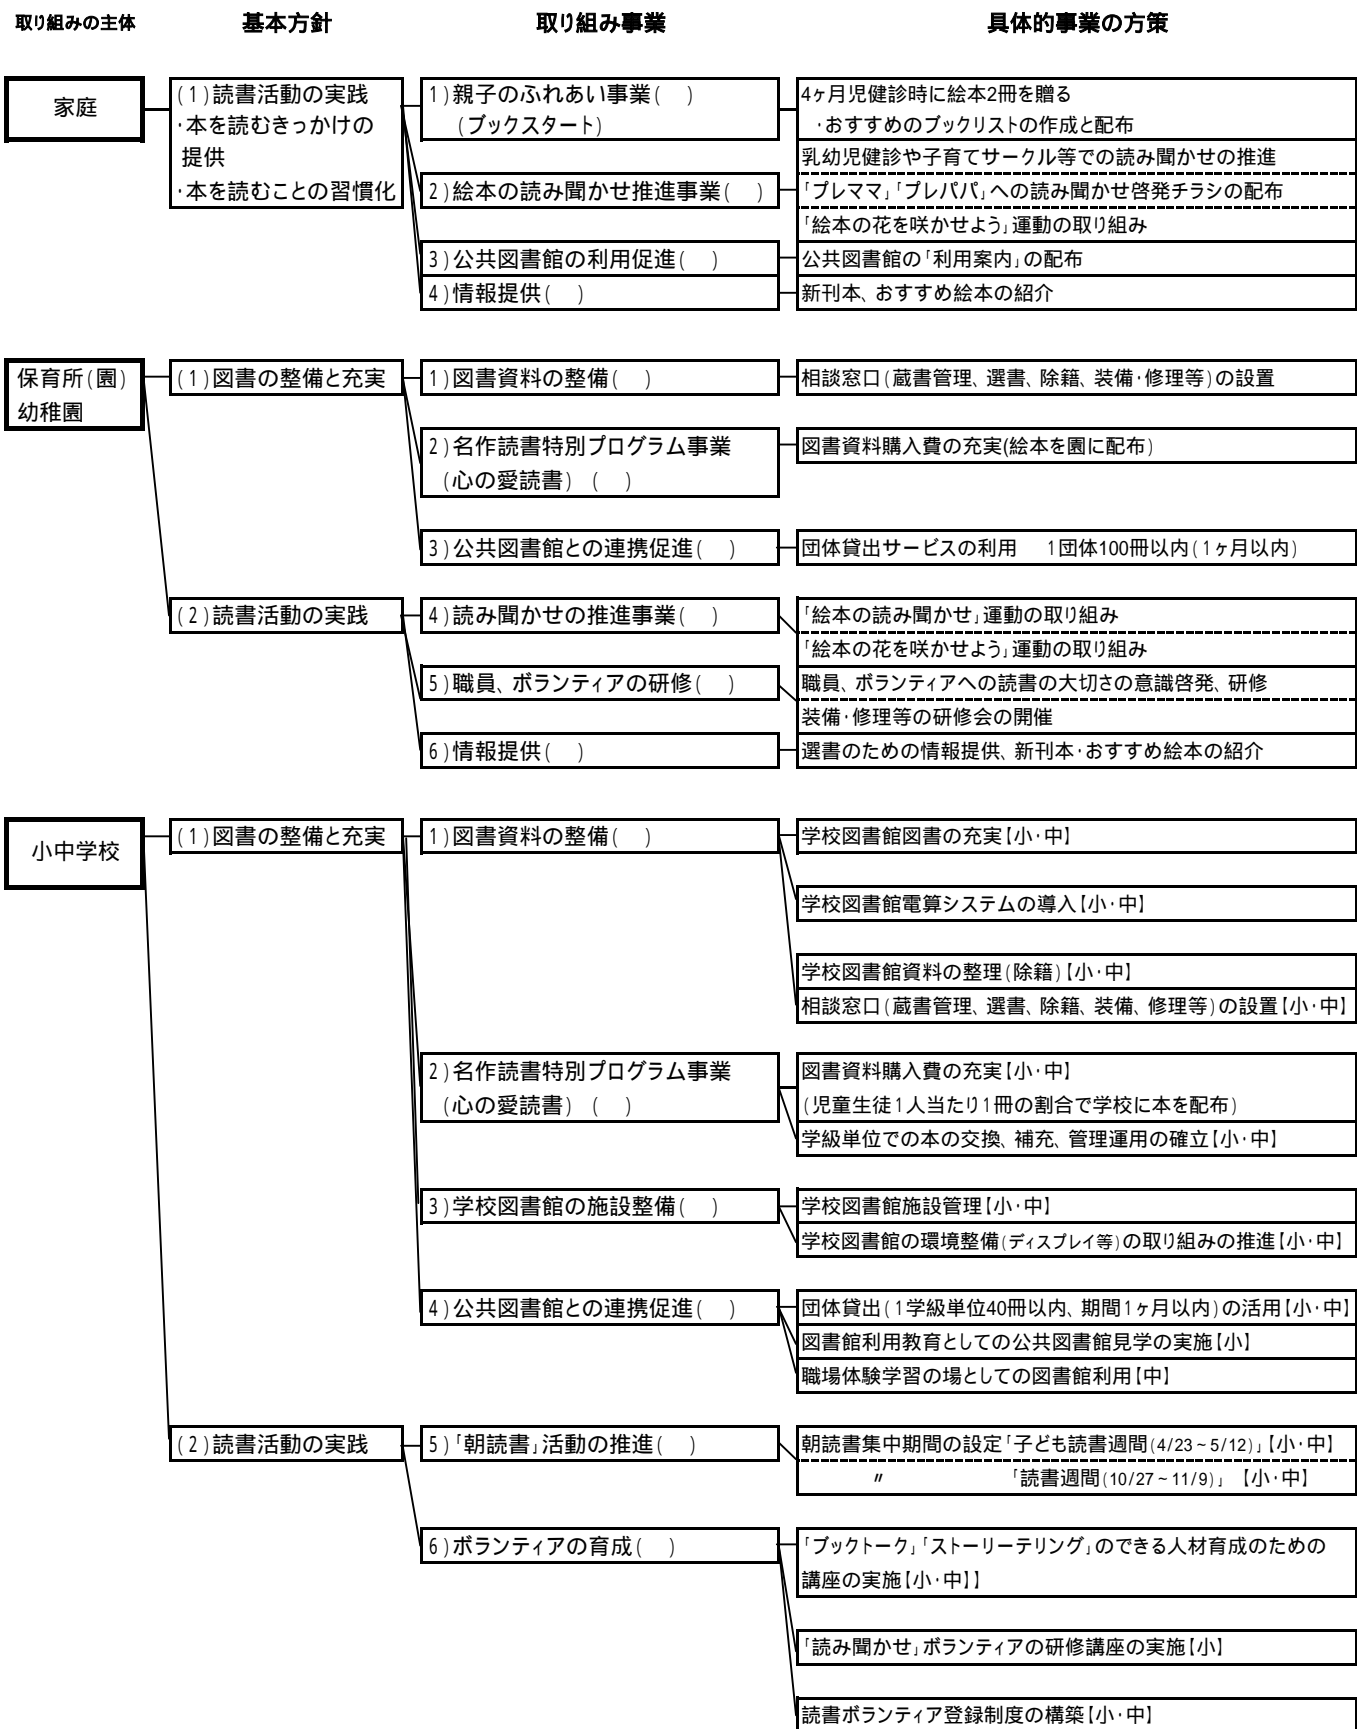 取り組みの主体 基本方針 取り組み事業 具体的事業の方策
家庭
(1)読書活動の実践
・本を読むきっかけの
提供
・本を読むことの習慣化
1)親子のふれあい事業( )
(ブックスタート)
4ヶ月児健診時に絵本2冊を贈る
・おすすめのブックリストの作成と配布
乳幼児健診や子育てサークル等での読み聞かせの推進
2)絵本の読み聞かせ推進事業( )
「プレママ」「プレパパ」への読み聞かせ啓発チラシの配布
「絵本の花を咲かせよう」運動の取り組み
3)公共図書館の利用促進( )
公共図書館の「利用案内」の配布
4)情報提供( )
新刊本、おすすめ絵本の紹介
保育所(園)
幼稚園
(1)図書の整備と充実
1)図書資料の整備( )
相談窓口(蔵書管理、選書、除籍、装備・修理等)の設置
2)名作読書特別プログラム事業
(心の愛読書) ( )
図書資料購入費の充実(絵本を園に配布)
3)公共図書館との連携促進( )
団体貸出サービスの利用 1団体100冊以内(1ヶ月以内)
(2)読書活動の実践
4)読み聞かせの推進事業( )
「絵本の読み聞かせ」運動の取り組み
「絵本の花を咲かせよう」運動の取り組み
5)職員、ボランティアの研修( )
職員、ボランティアへの読書の大切さの意識啓発、研修
装備・修理等の研修会の開催
6)情報提供( )
選書のための情報提供、新刊本・おすすめ絵本の紹介
小中学校
(1)図書の整備と充実
1)図書資料の整備( )
学校図書館図書の充実【小・中】
学校図書館電算システムの導入【小・中】
学校図書館資料の整理(除籍)【小・中】
相談窓口(蔵書管理、選書、除籍、装備、修理等)の設置【小・中】
2)名作読書特別プログラム事業
(心の愛読書) ( )
図書資料購入費の充実【小・中】
(児童生徒1人当たり1冊の割合で学校に本を配布)
学級単位での本の交換、補充、管理運用の確立【小・中】
3)学校図書館の施設整備( )
学校図書館施設管理【小・中】
学校図書館の環境整備(ディスプレイ等)の取り組みの推進【小・中】
4)公共図書館との連携促進( )
団体貸出(1学級単位40冊以内、期間1ヶ月以内)の活用【小・中】
図書館利用教育としての公共図書館見学の実施【小】
職場体験学習の場としての図書館利用【中】
(2)読書活動の実践
5)「朝読書」活動の推進( )
朝読書集中期間の設定「子ども読書週間(4/23~5/12)」【小・中】
〃 「読書週間(10/27~11/9)」 【小・中】
6)ボランティアの育成( )
「ブックトーク」「ストーリーテリング」のできる人材育成のための
講座の実施【小・中】】
「読み聞かせ」ボランティアの研修講座の実施【小】
読書ボランティア登録制度の構築【小・中】